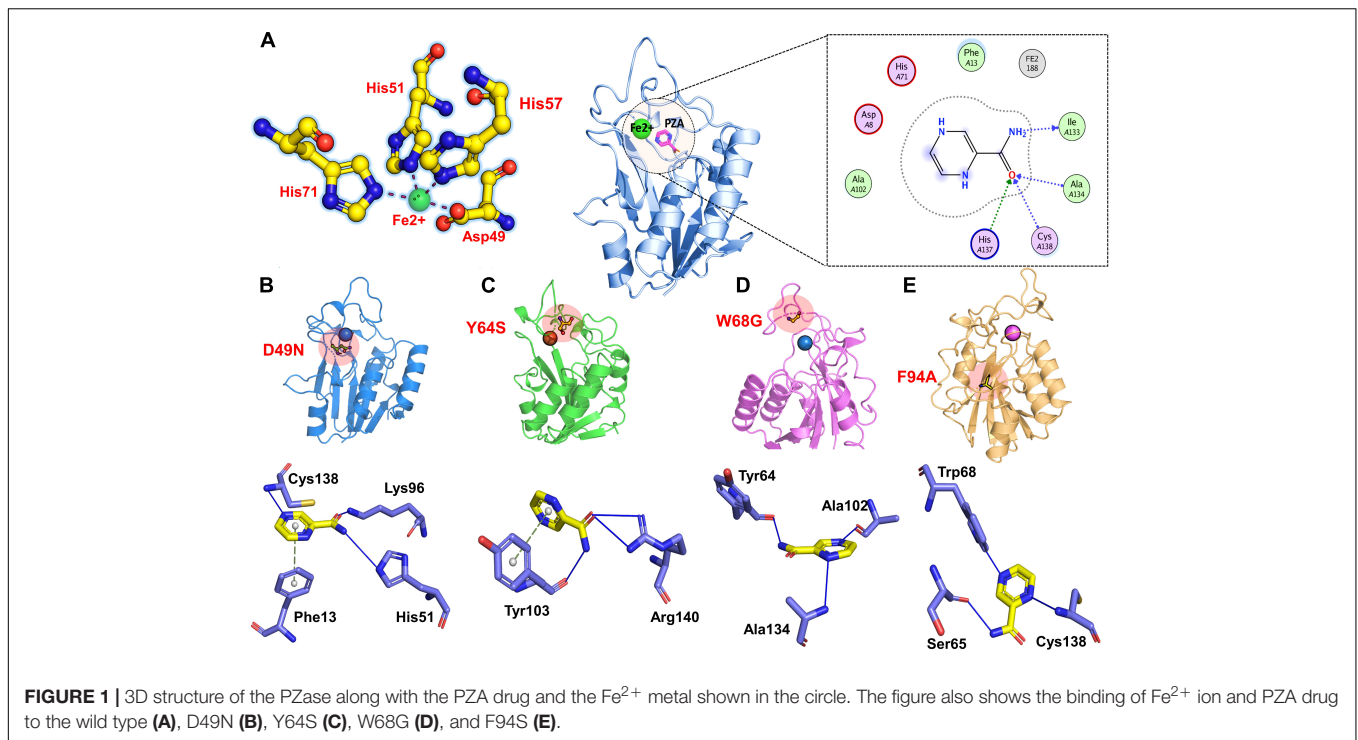 A
His51
His57
His71
Fe2+
Asp49
Fe2+
PZA
Phe
A13
FE2
188
His
A71
Asp
A8
Ile
A133
Ala
A102
Ala
A134
His
A137
Cys
A138
H
N
N
H
NH2
O
B
D49N
C
Y64S
D
W68G
E
F94A
Cys138
Lys96
Phe13
His51
Tyr103
Arg140
Tyr64
Ala102
Ala134
Trp68
Ser65
Cys138
FIGURE 1 | 3D structure of the PZase along with the PZA drug and the Fe²⁺ metal shown in the circle. The figure also shows the binding of Fe²⁺ ion and PZA drug
to the wild type (A), D49N (B), Y64S (C), W68G (D), and F94S (E).